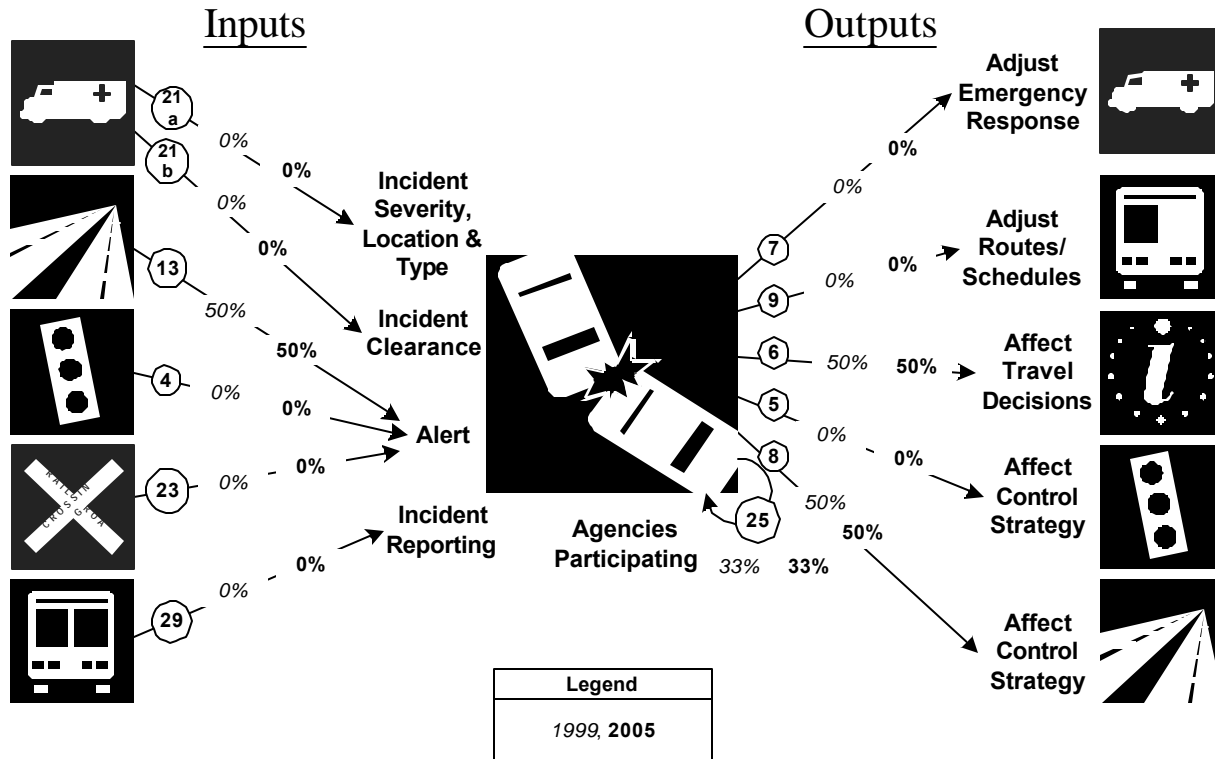 Inputs
Outputs
21
a
0%
0%
21
b
0%
0%
Incident
Severity,
Location &
Type
13
50%
50%
Incident
Clearance
4
0%
0%
Alert
RAILROAD
CROSSING
23
0%
0%
Incident
Reporting
29
0%
0%
Agencies
Participating
25
33%
33%
7
0%
0%
Adjust
Emergency
Response
9
0%
0%
Adjust
Routes/
Schedules
6
50%
50%
Affect
Travel
Decisions
i
5
0%
0%
Affect
Control
Strategy
8
50%
50%
Affect
Control
Strategy
Legend
1999, 2005